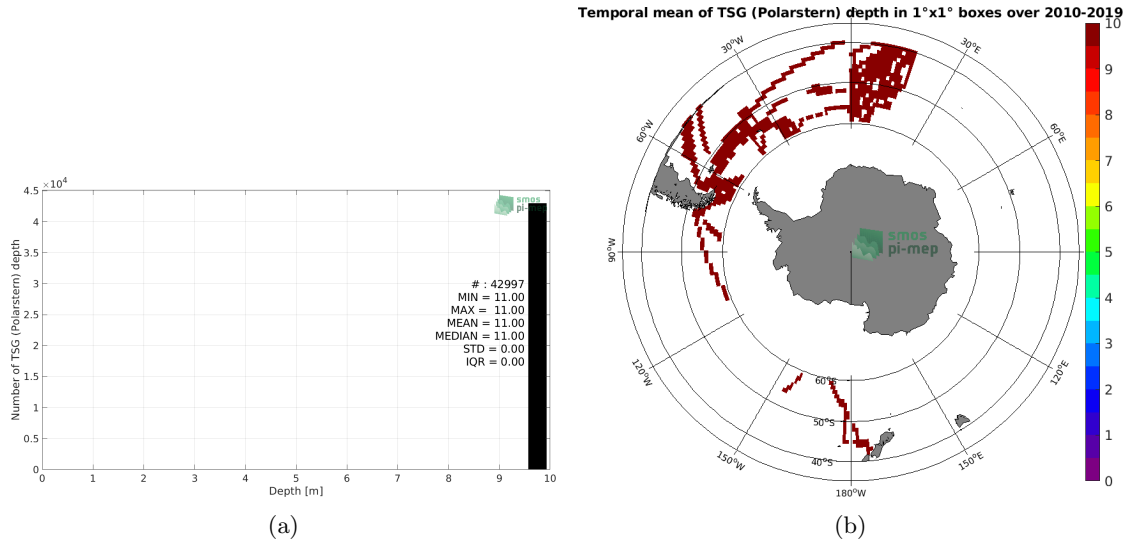 ×10⁴
4.5
4
3.5
3
2.5
2
1.5
1
0.5
0
Number of TSG (Polarstern) depth
smos
pi-mep
# : 42997
MIN = 11.00
MAX = 11.00
MEAN = 11.00
MEDIAN = 11.00
STD = 0.00
IQR = 0.00
0 1 2 3 4 5 6 7 8 9 10
Depth [m]
(a)
Temporal mean of TSG (Polarstern) depth in 1°x1° boxes over 2010-2019
30°W
30°E
60°W
60°E
90°W
smos
pi-mep
120°W
120°E
60°S
50°S
40°S
150°W
150°E
180°W
10
9
8
7
6
5
4
3
2
1
0
(b)